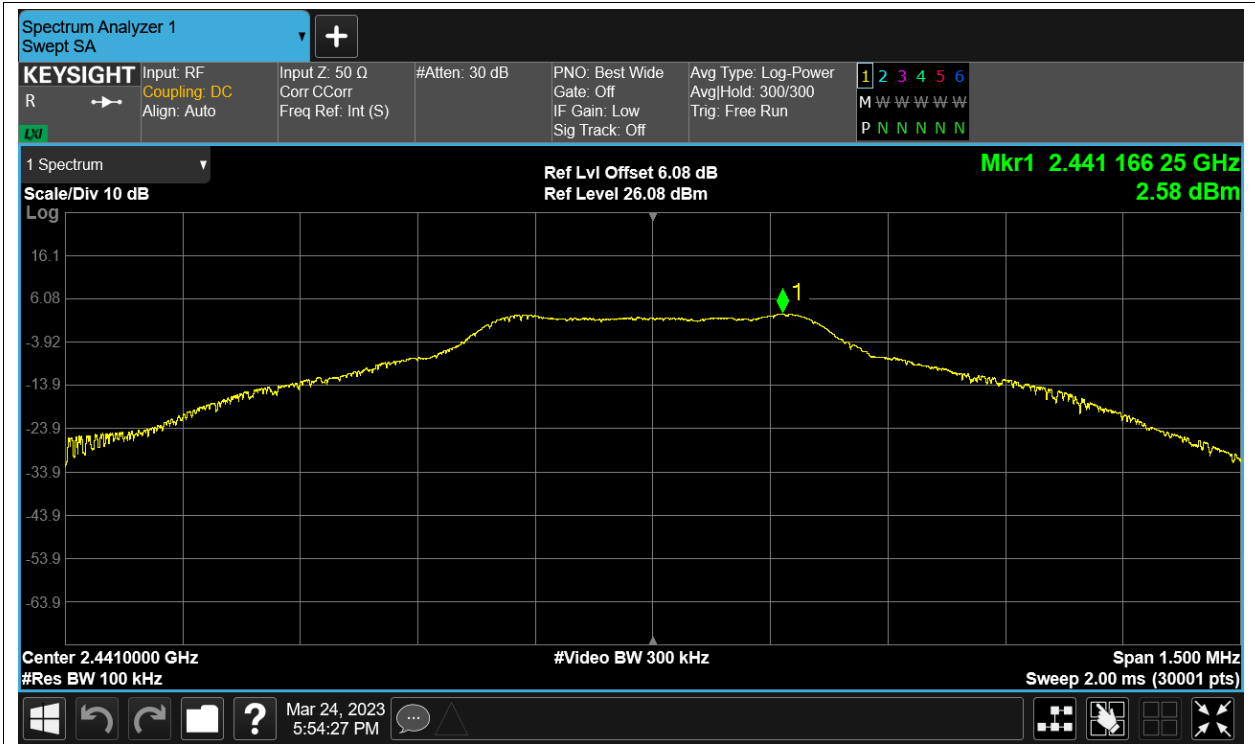 Spectrum Analyzer 1
Swept SA
KEYSIGHT
R
LXI
Input: RF
Coupling: DC
Align: Auto
Input Z: 50 Ω
Corr CCorr
Freq Ref: Int (S)
#Atten: 30 dB
PNO: Best Wide
Gate: Off
IF Gain: Low
Sig Track: Off
Avg Type: Log-Power
Avg|Hold: 300/300
Trig: Free Run
1 2 3 4 5 6
M W W W W W
P N N N N N
1 Spectrum
Scale/Div 10 dB
Ref Lvl Offset 6.08 dB
Ref Level 26.08 dBm
Mkr1 2.441 166 25 GHz
2.58 dBm
Log
16.1
6.08
-3.92
-13.9
-23.9
-33.9
-43.9
-53.9
-63.9
1
Center 2.4410000 GHz
#Video BW 300 kHz
Span 1.500 MHz
#Res BW 100 kHz
Sweep 2.00 ms (30001 pts)
?
Mar 24, 2023
5:54:27 PM